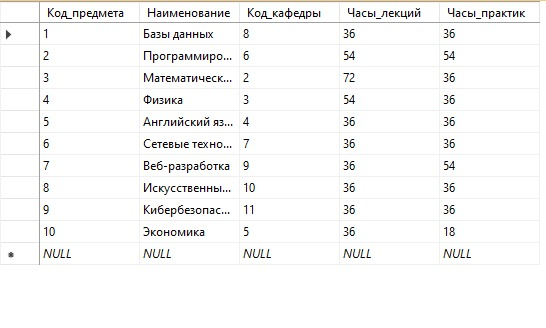 Код_предмета Наименование Код_кафедры Часы_лекций Часы_практик
1 Базы данных 8 36 36
2 Программиро... 6 54 54
3 Математическ... 2 72 36
4 Физика 3 54 36
5 Английский яз... 4 36 36
6 Сетевые техно... 7 36 36
7 Веб-разработка 9 36 54
8 Искусственны... 10 36 36
9 Кибербезопас... 11 36 36
10 Экономика 5 36 18
NULL NULL NULL NULL NULL